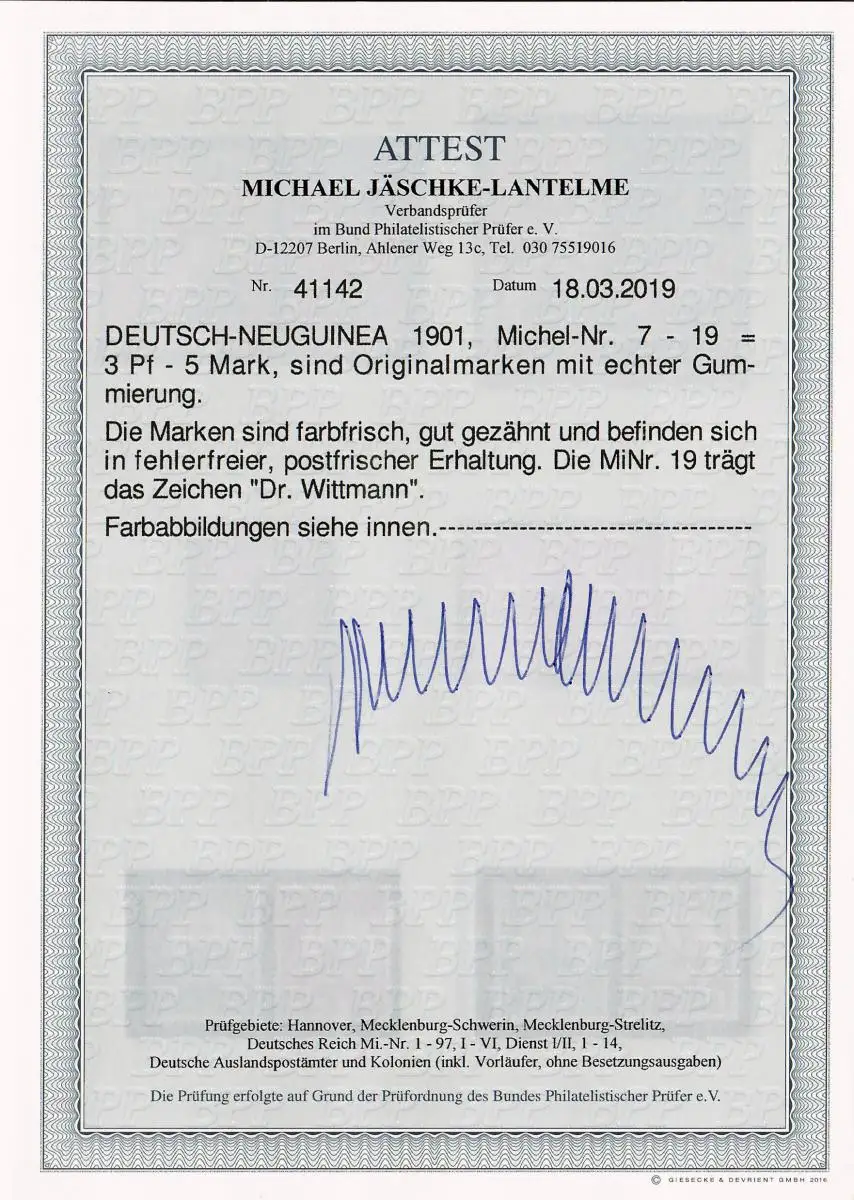 ATTEST
MICHAEL JÄSCHKE-LANTELME
Verbandsprüfer
im Bund Philatelistischer Prüfer e. V.
D-12207 Berlin, Ahlener Weg 13c, Tel. 030 75519016
Nr. 41142 Datum 18.03.2019
DEUTSCH-NEUGUINEA 1901, Michel-Nr. 7 - 19 =
3 Pf - 5 Mark, sind Originalmarken mit echter Gum-
mierung.
Die Marken sind farbfrisch, gut gezähnt und befinden sich
in fehlerfreier, postfrischer Erhaltung. Die MiNr. 19 trägt
das Zeichen "Dr. Wittmann".
Farbabbildungen siehe innen.-----------------------------------
Prüfgebiete: Hannover, Mecklenburg-Schwerin, Mecklenburg-Strelitz,
Deutsches Reich Mi.-Nr. 1 - 97, I - VI, Dienst I/II, 1 - 14,
Deutsche Auslandspostämter und Kolonien (inkl. Vorläufer, ohne Besetzungsausgaben)
Die Prüfung erfolgte auf Grund der Prüfordnung des Bundes Philatelistischer Prüfer e.V.
© GIESECKE & DEVRIENT GMBH 2016